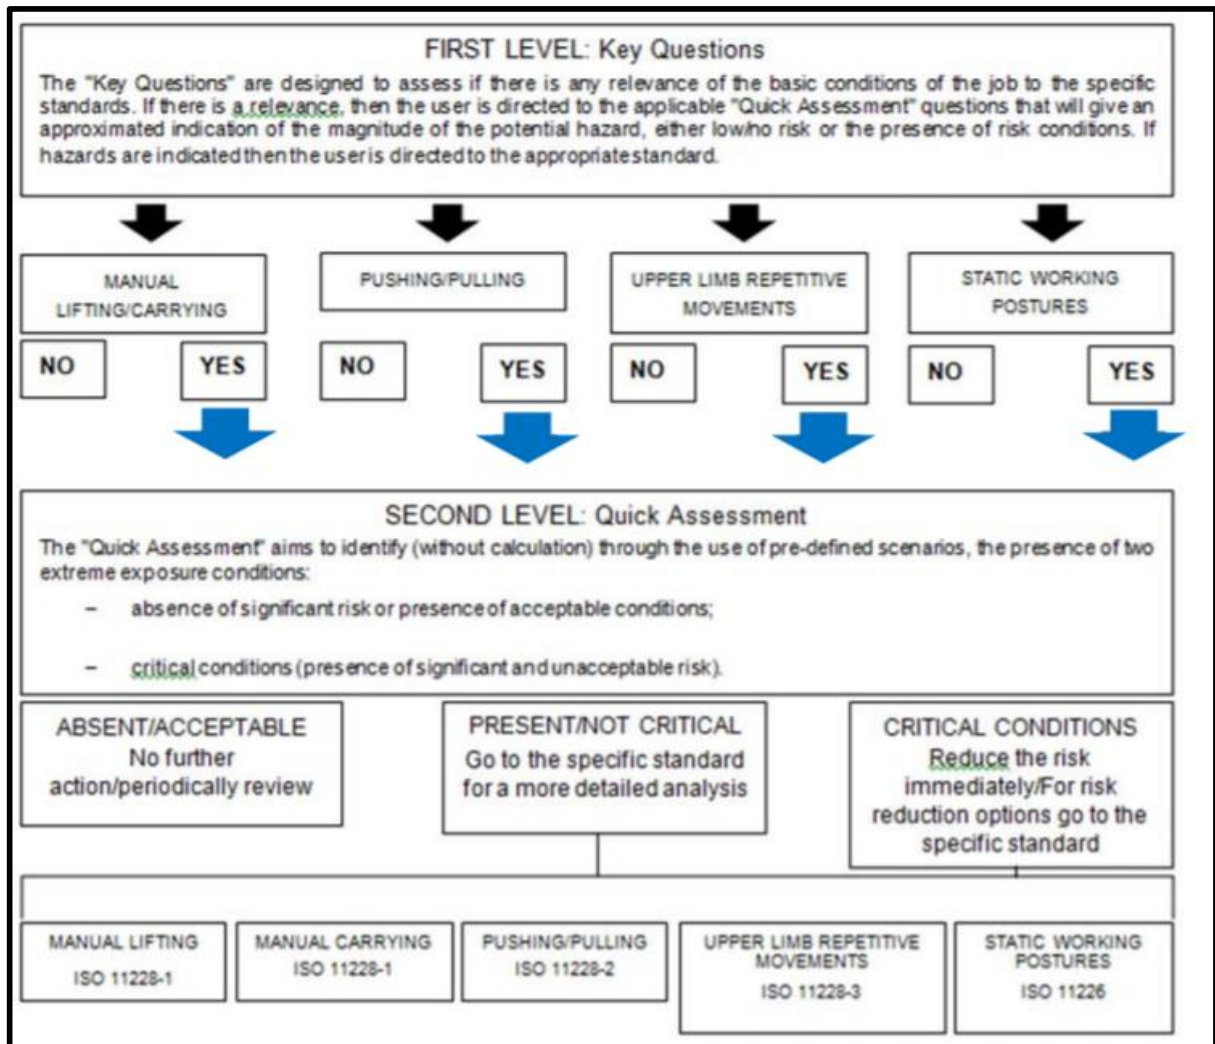 FIRST LEVEL: Key Questions
The "Key Questions" are designed to assess if there is any relevance of the basic conditions of the job to the specific
standards. If there is a relevance, then the user is directed to the applicable "Quick Assessment" questions that will give an
approximated indication of the magnitude of the potential hazard, either low/no risk or the presence of risk conditions. If
hazards are indicated then the user is directed to the appropriate standard.
MANUAL
LIFTING/CARRYING
PUSHING/PULLING
UPPER LIMB REPETITIVE
MOVEMENTS
STATIC WORKING
POSTURES
NO
YES
NO
YES
NO
YES
NO
YES
SECOND LEVEL: Quick Assessment
The "Quick Assessment" aims to identify (without calculation) through the use of pre-defined scenarios, the presence of two
extreme exposure conditions:
– absence of significant risk or presence of acceptable conditions;
– critical conditions (presence of significant and unacceptable risk).
ABSENT/ACCEPTABLE
No further
action/periodically review
PRESENT/NOT CRITICAL
Go to the specific standard
for a more detailed analysis
CRITICAL CONDITIONS
Reduce the risk
immediately/For risk
reduction options go to the
specific standard
MANUAL LIFTING
ISO 11228-1
MANUAL CARRYING
ISO 11228-1
PUSHING/PULLING
ISO 11228-2
UPPER LIMB REPETITIVE
MOVEMENTS
ISO 11228-3
STATIC WORKING
POSTURES
ISO 11226